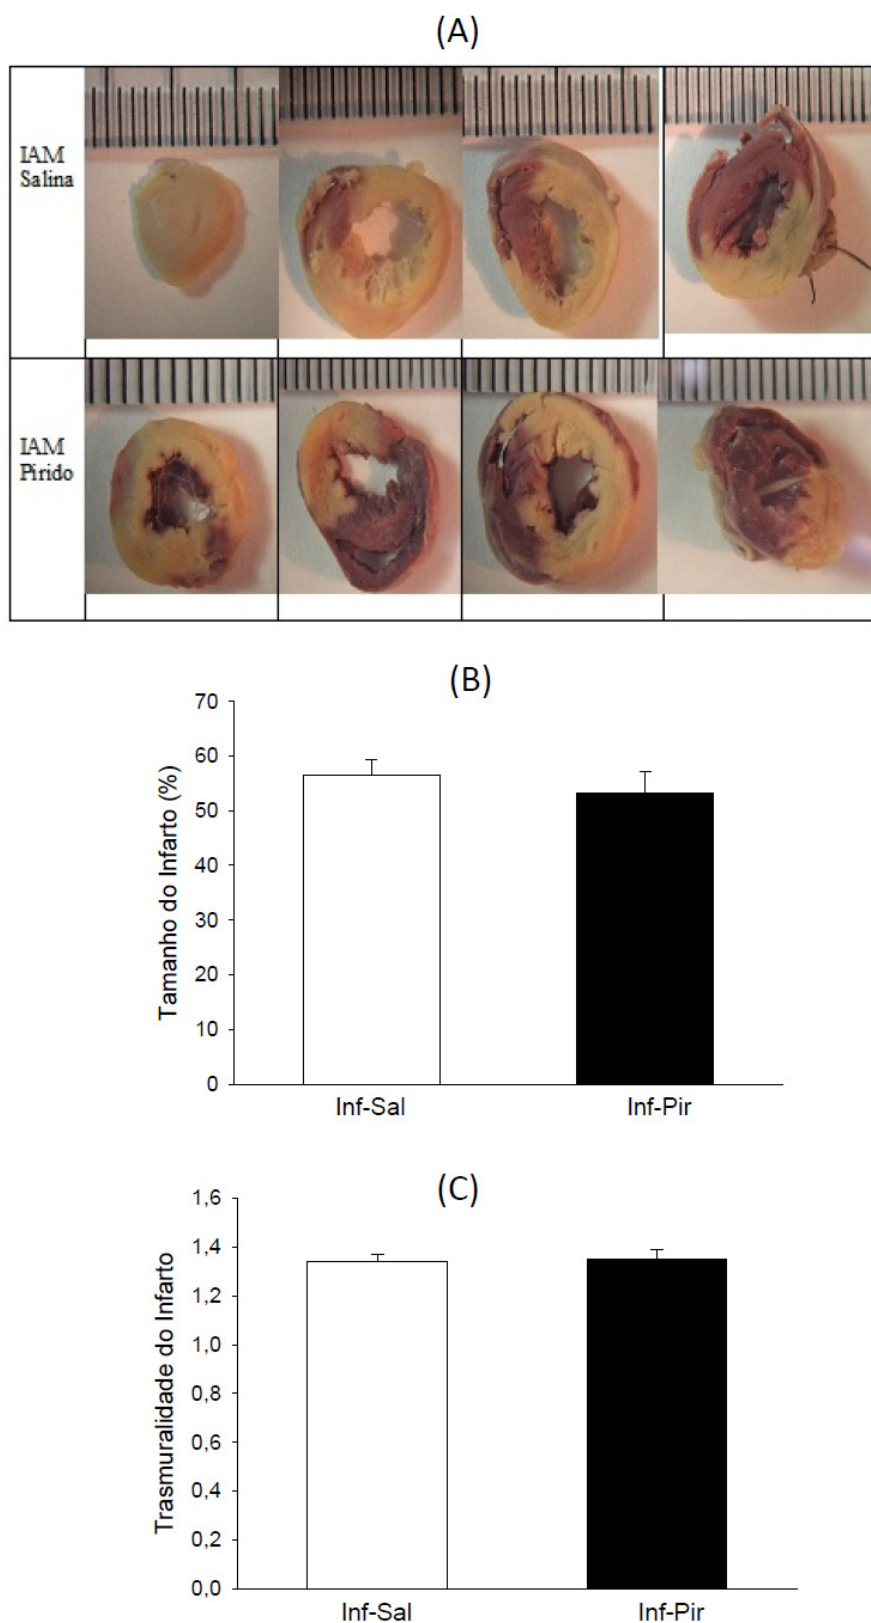 (A)
IAM
Salina
IAM
Pirido
(B)
70
60
50
40
30
20
10
0
Tamanho do Infarto (%)
Inf-Sal
Inf-Pir
(C)
1,6
1,4
1,2
1,0
0,8
0,6
0,4
0,2
0,0
Trasmuralidade do Infarto
Inf-Sal
Inf-Pir